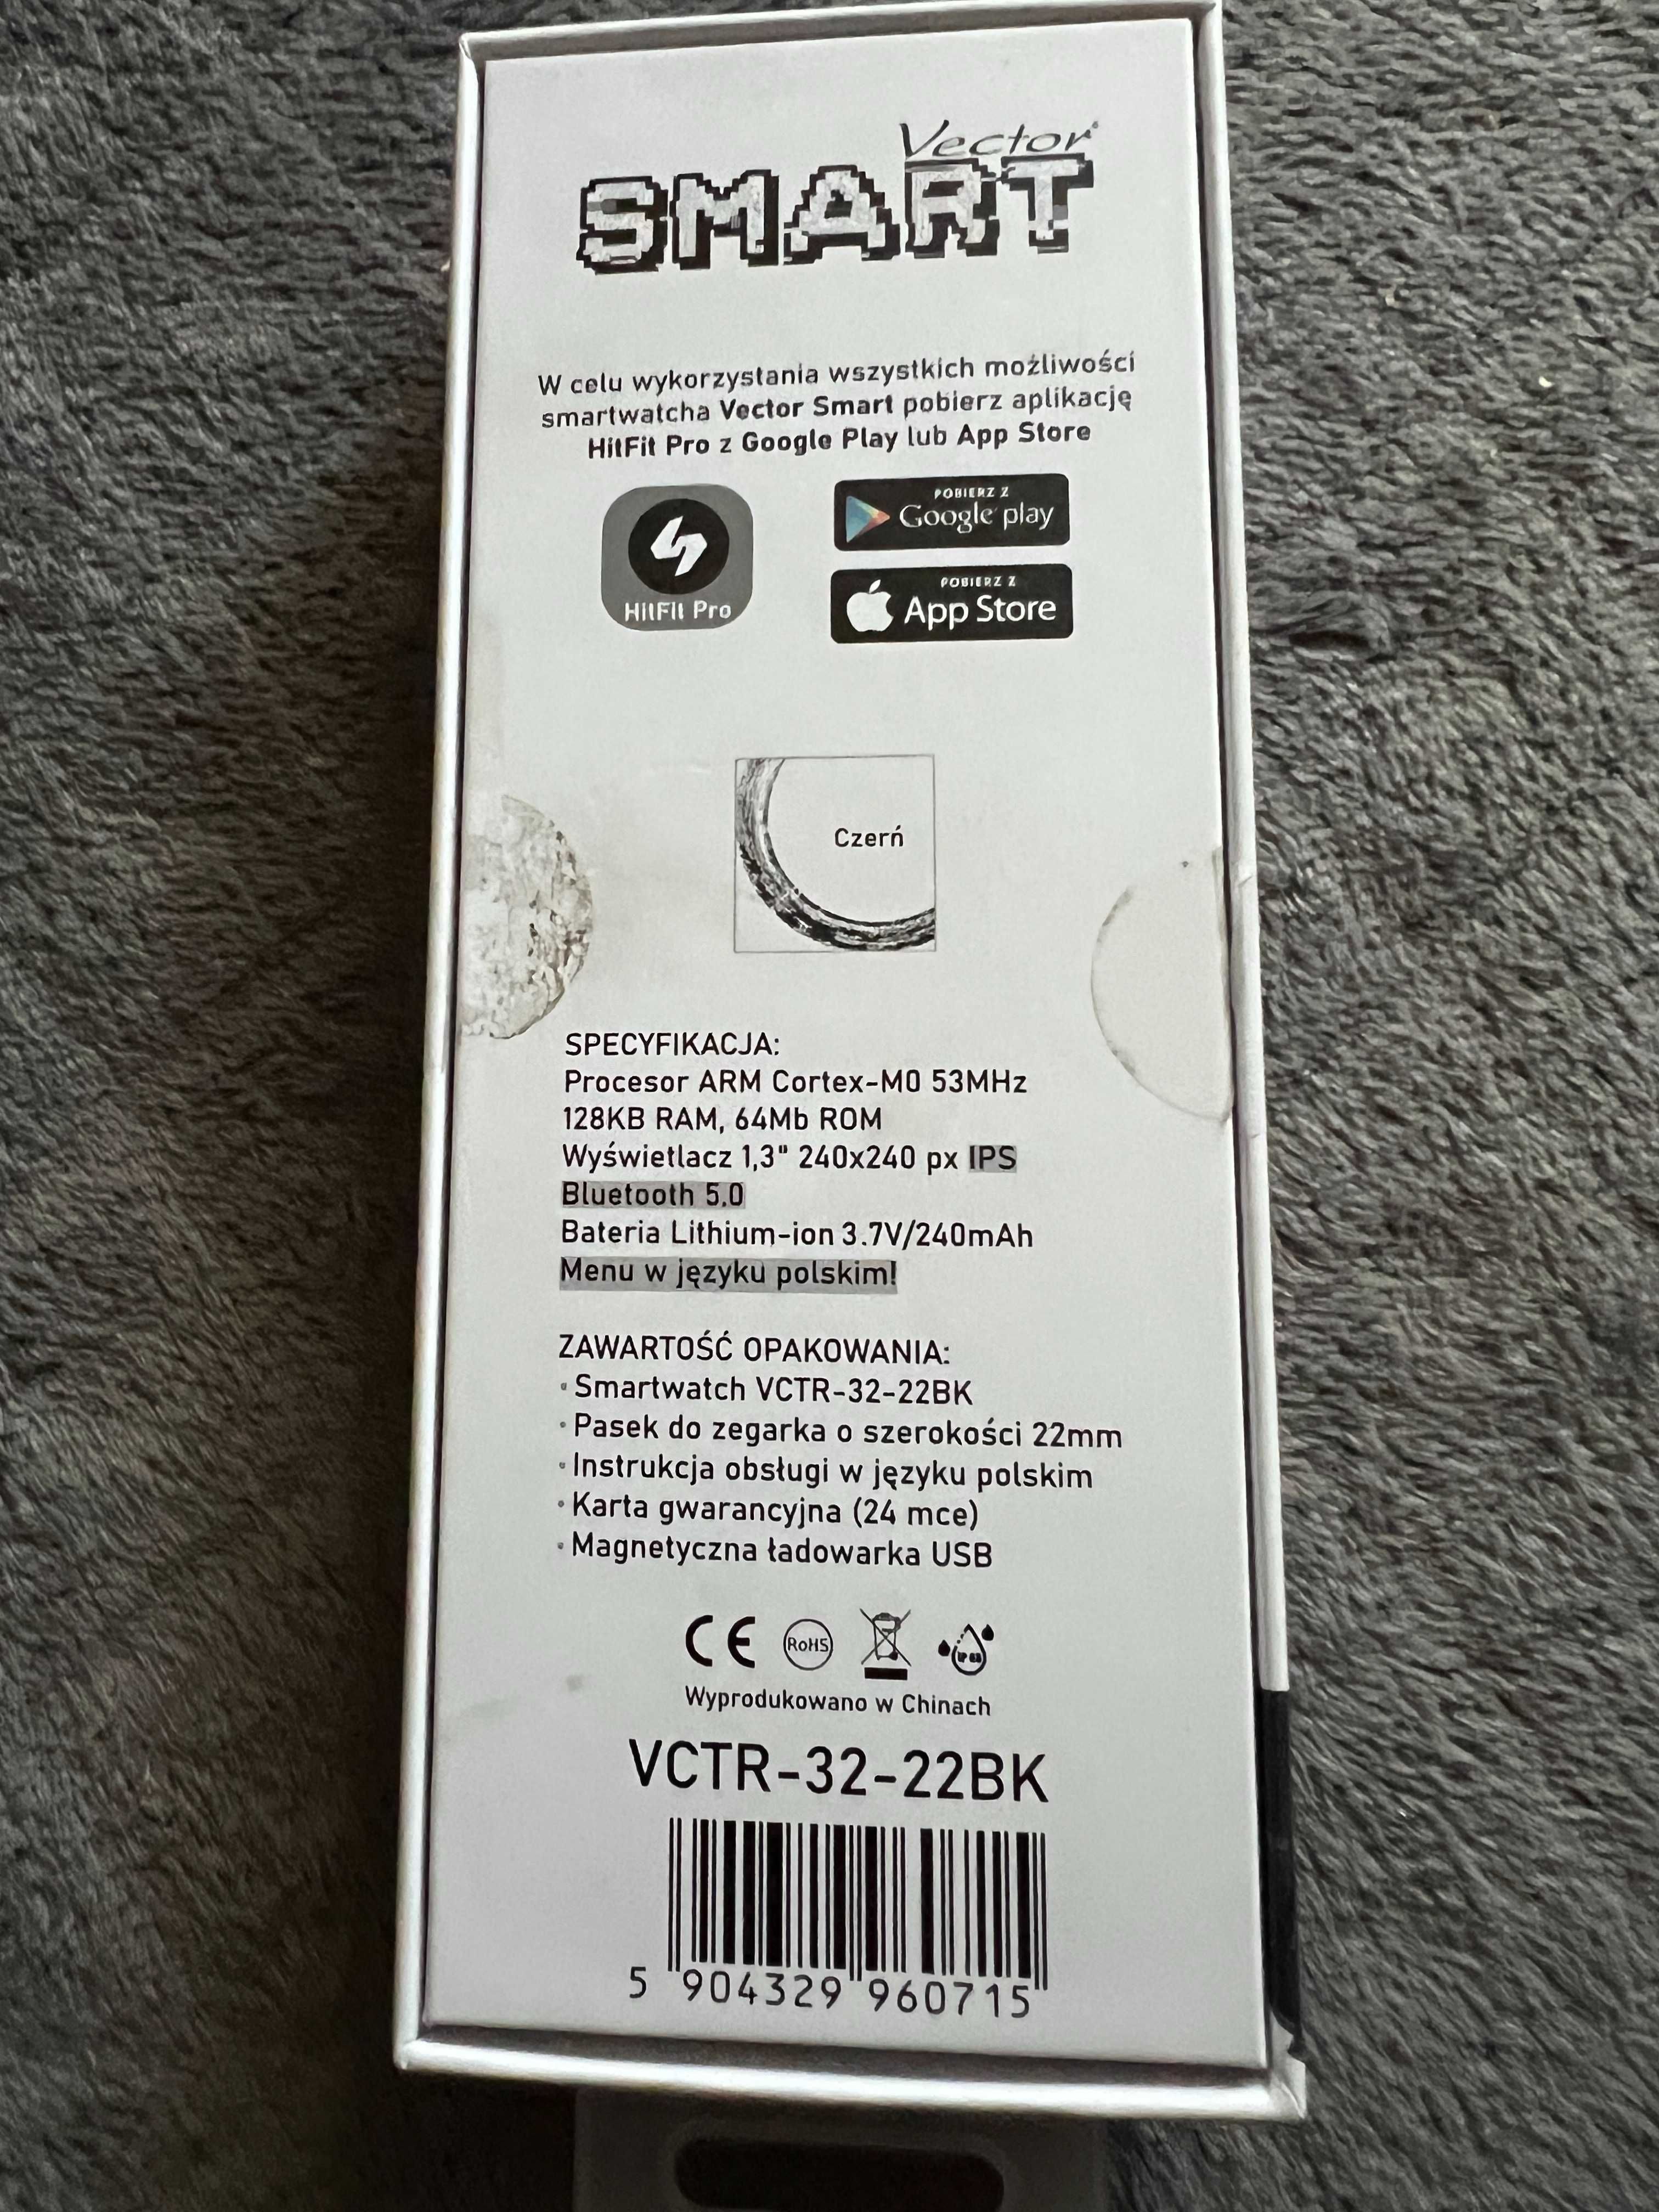 Vector
SMART
W celu wykorzystania wszystkich możliwości
smartwatcha Vector Smart pobierz aplikację
HitFit Pro z Google Play lub App Store
HitFit Pro
POBIERZ Z
Google play
POBIERZ Z
App Store
Czerń
SPECYFIKACJA:
Procesor ARM Cortex-M0 53MHz
128KB RAM, 64Mb ROM
Wyświetlacz 1,3" 240x240 px IPS
Bluetooth 5.0
Bateria Lithium-ion 3.7V/240mAh
Menu w języku polskim!
ZAWARTOŚĆ OPAKOWANIA:
• Smartwatch VCTR-32-22BK
• Pasek do zegarka o szerokości 22mm
• Instrukcja obsługi w języku polskim
• Karta gwarancyjna (24 mce)
• Magnetyczna ładowarka USB
CE RoHS
Wyprodukowano w Chinach
VCTR-32-22BK
5 904329 960715